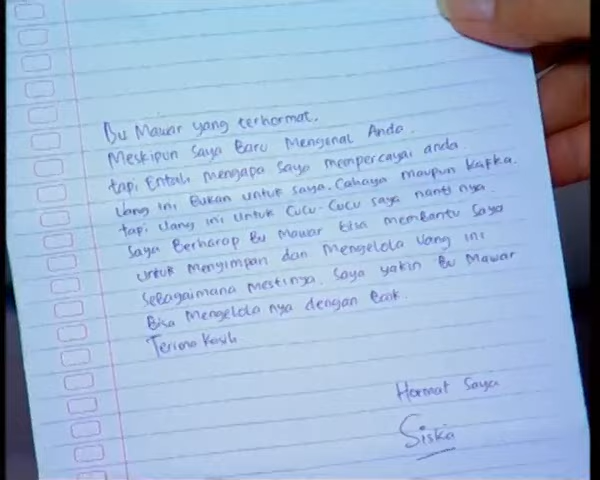 Bu Mawar yang terhormat.
Meskipun Saya Baru Mengenal Anda.
tapi Entah mengapa Saya mempercayai anda.
Uang ini Bukan untuk saya. Cahaya maupun Kafka.
tapi Uang ini Untuk Cucu-Cucu saya nanti nya.
Saya Berharap Bu Mawar bisa membantu Saya
untuk Menyimpan dan Mengelola Uang ini
Sebagaimana Mestinya. Saya yakin Bu Mawar
Bisa Mengelola nya dengan Baik.
Terima Kasih
Hormat Saya
Siska